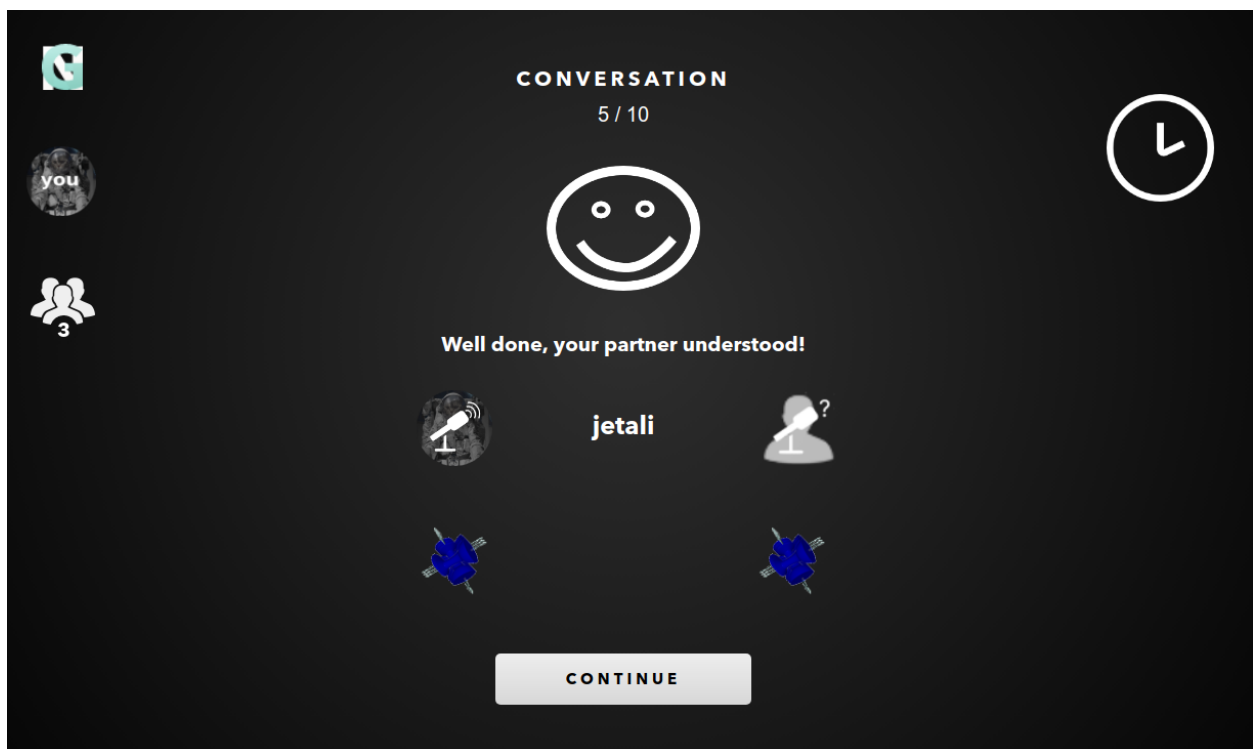 G
CONVERSATION
5 / 10
you
3
Well done, your partner understood!
jetali
?
CONTINUE